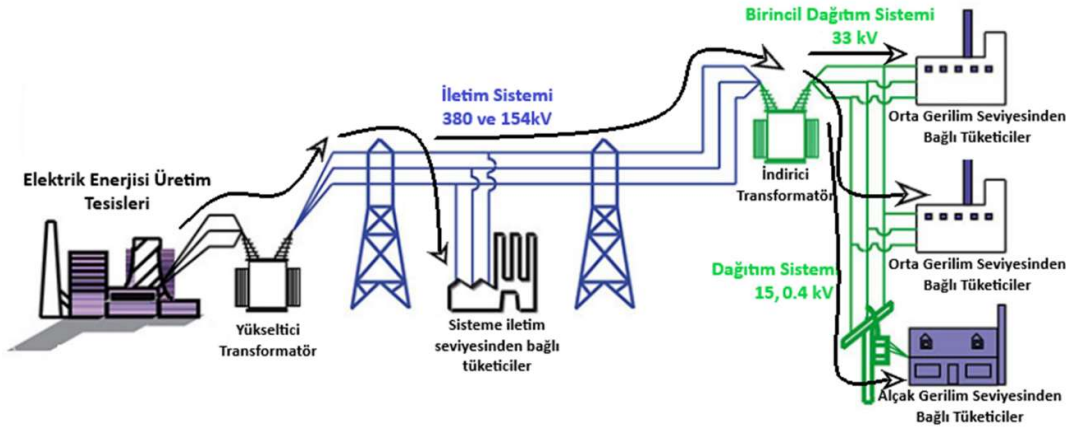 Birincil Dağıtım Sistemi
33 kV
İletim Sistemi
380 ve 154kV
Orta Gerilim Seviyesinden
Bağlı Tüketiciler
Elektrik Enerjisi Üretim
Tesisleri
İndirici
Transformatör
Orta Gerilim Seviyesinden
Bağlı Tüketiciler
Dağıtım Sistemi
15, 0.4 kV
Yükseltici
Transformatör
Sisteme iletim
seviyesinden bağlı
tüketiciler
Alçak Gerilim Seviyesinden
Bağlı Tüketiciler